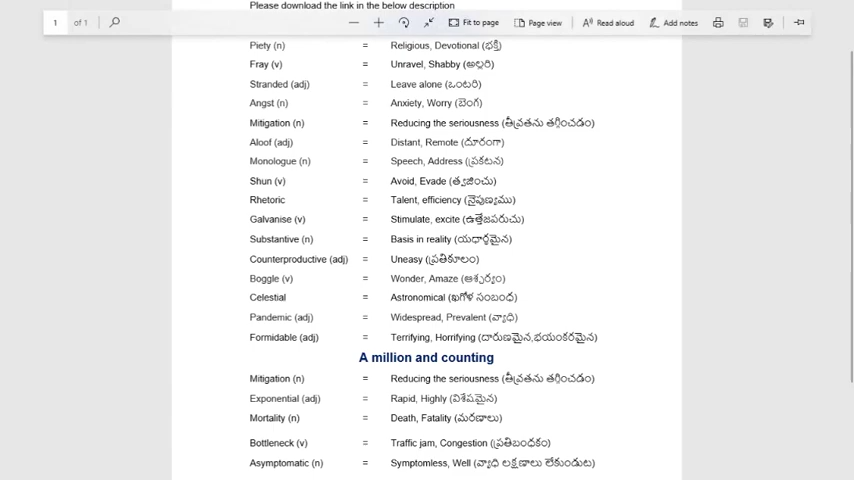 Please download the link in the below description
1 of 1 Fit to page Page view Read aloud Add notes
Piety (n) = Religious, Devotional (భక్తి)
Fray (v) = Unravel, Shabby (అల్లరి)
Stranded (adj) = Leave alone (ఒంటరి)
Angst (n) = Anxiety, Worry (బెంగ)
Mitigation (n) = Reducing the seriousness (తీవ్రతను తగ్గించడం)
Aloof (adj) = Distant, Remote (దూరంగా)
Monologue (n) = Speech, Address (ప్రకటన)
Shun (v) = Avoid, Evade (త్యజించు)
Rhetoric = Talent, efficiency (నైపుణ్యము)
Galvanise (v) = Stimulate, excite (ఉత్తేజపరుచు)
Substantive (n) = Basis in reality (యధార్థమైన)
Counterproductive (adj) = Uneasy (ప్రతికూలం)
Boggle (v) = Wonder, Amaze (ఆశ్చర్యం)
Celestial = Astronomical (ఖగోళ సంబంధ)
Pandemic (adj) = Widespread, Prevalent (వ్యాధి)
Formidable (adj) = Terrifying, Horrifying (దారుణమైన,భయంకరమైన)
A million and counting
Mitigation (n) = Reducing the seriousness (తీవ్రతను తగ్గించడం)
Exponential (adj) = Rapid, Highly (విశేషమైన)
Mortality (n) = Death, Fatality (మరణాలు)
Bottleneck (v) = Traffic jam, Congestion (ప్రతిబంధకం)
Asymptomatic (n) = Symptomless, Well (వ్యాధి లక్షణాలు లేకుండుట)